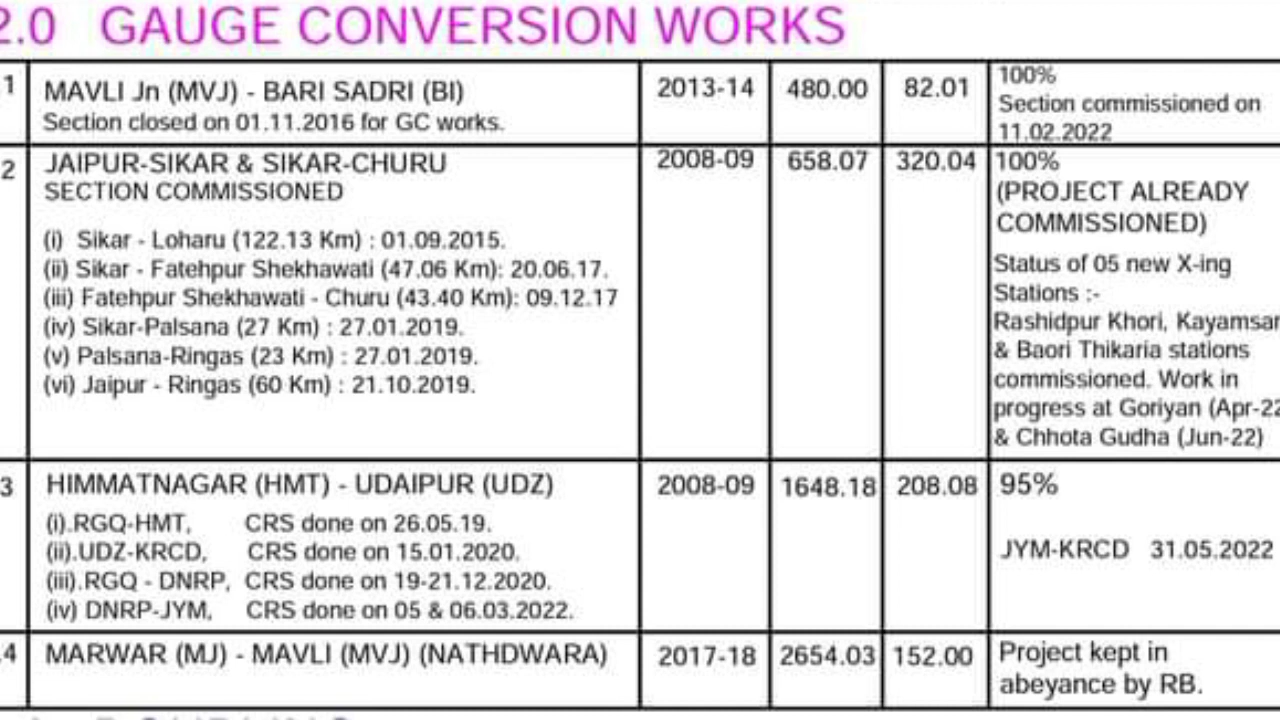 2.0 GAUGE CONVERSION WORKS
1 MAVLI Jn (MVJ) - BARI SADRI (BI) 2013-14 480.00 82.01 100%
Section closed on 01.11.2016 for GC works. Section commissioned on
11.02.2022
2 JAIPUR-SIKAR & SIKAR-CHURU 2008-09 658.07 320.04 100%
SECTION COMMISSIONED (PROJECT ALREADY
COMMISSIONED)
(i) Sikar - Loharu (122.13 Km) : 01.09.2015.
(ii) Sikar - Fatehpur Shekhawati (47.06 Km): 20.06.17.
(iii) Fatehpur Shekhawati - Churu (43.40 Km): 09.12.17
(iv) Sikar-Palsana (27 Km) : 27.01.2019.
(v) Palsana-Ringas (23 Km) : 27.01.2019.
(vi) Jaipur - Ringas (60 Km) : 21.10.2019.
Status of 05 new X-ing
Stations :-
Rashidpur Khori, Kayamsar
& Baori Thikaria stations
commissioned. Work in
progress at Goriyan (Apr-22
& Chhota Gudha (Jun-22)
3 HIMMATNAGAR (HMT) - UDAIPUR (UDZ) 2008-09 1648.18 208.08 95%
(i).RGQ-HMT, CRS done on 26.05.19.
(ii).UDZ-KRCD, CRS done on 15.01.2020. JYM-KRCD 31.05.2022
(iii).RGQ - DNRP, CRS done on 19-21.12.2020.
(iv) DNRP-JYM, CRS done on 05 & 06.03.2022.
.4 MARWAR (MJ) - MAVLI (MVJ) (NATHDWARA) 2017-18 2654.03 152.00 Project kept in
abeyance by RB.